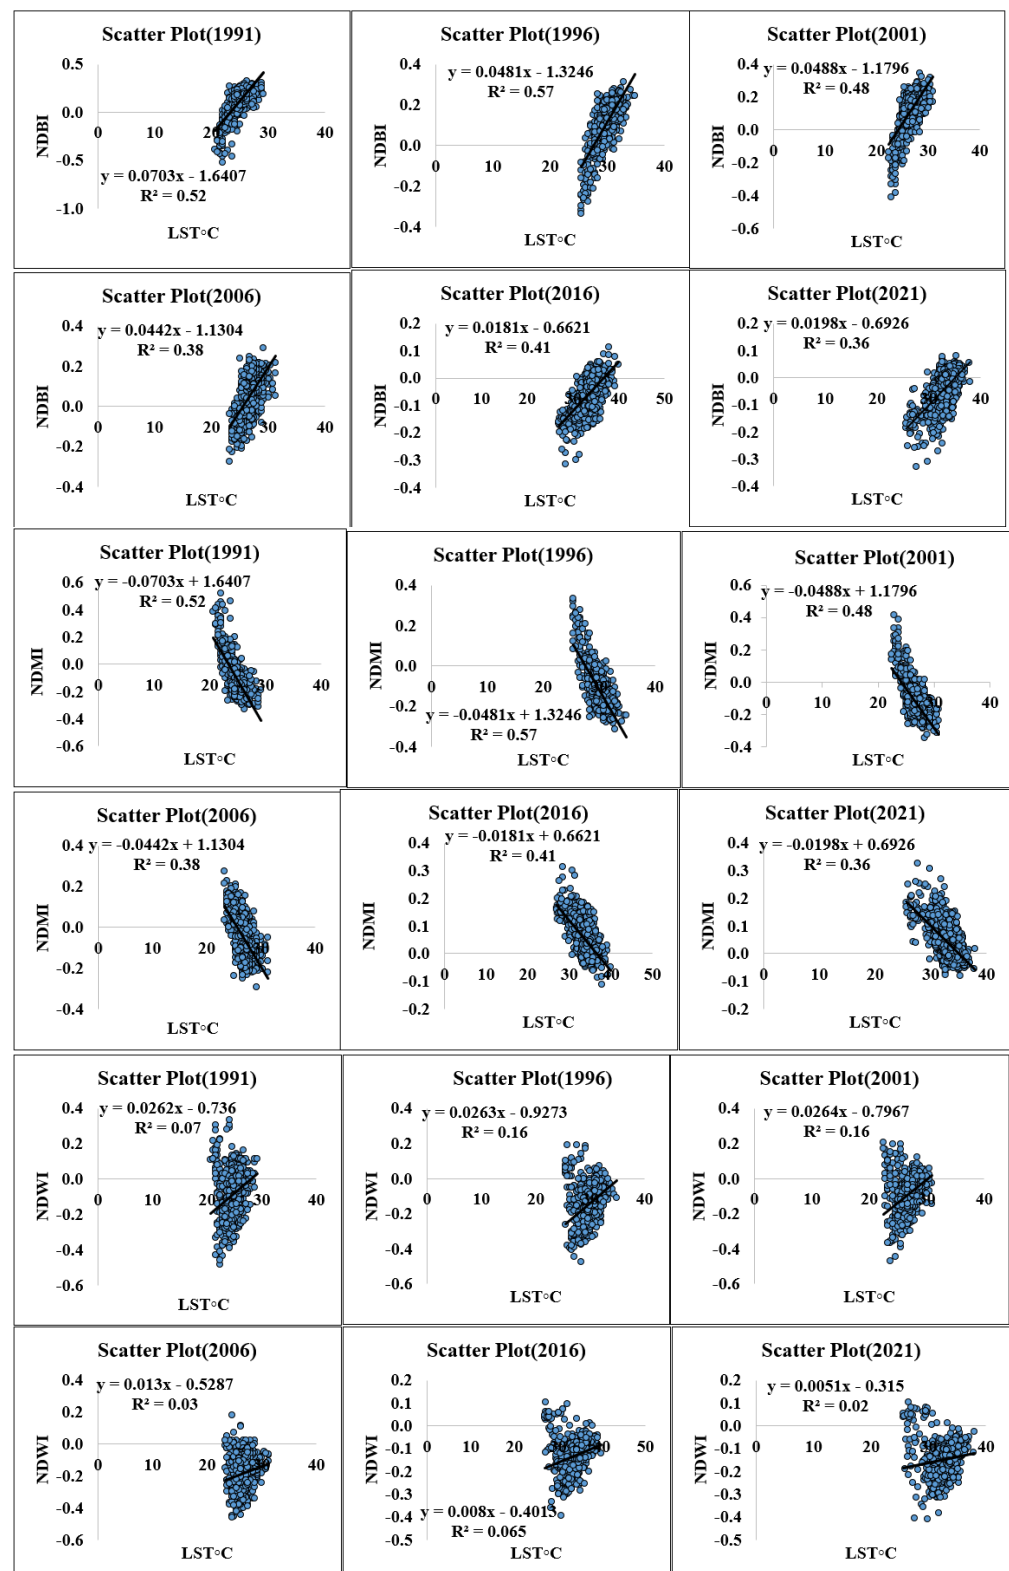 Scatter Plot(1991)
y = 0.0703x - 1.6407
R² = 0.52
0.5
0.0
-0.5
-1.0
0 10 20 30 40
NDBI
LST◦C
Scatter Plot(1996)
y = 0.0481x - 1.3246
R² = 0.57
0.4
0.2
0.0
-0.2
-0.4
0 10 20 30 40
NDBI
LST◦C
Scatter Plot(2001)
y = 0.0488x - 1.1796
R² = 0.48
0.4
0.2
0.0
-0.2
-0.4
-0.6
0 10 20 30 40
NDBI
LST◦C
Scatter Plot(2006)
y = 0.0442x - 1.1304
R² = 0.38
0.4
0.2
0.0
-0.2
-0.4
0 10 20 30 40
NDBI
LST◦C
Scatter Plot(2016)
y = 0.0181x - 0.6621
R² = 0.41
0.2
0.1
0.0
-0.1
-0.2
-0.3
-0.4
0 10 20 30 40 50
NDBI
LST◦C
Scatter Plot(2021)
y = 0.0198x - 0.6926
R² = 0.36
0.2
0.1
0.0
-0.1
-0.2
-0.3
-0.4
0 10 20 30 40
NDBI
LST◦C
Scatter Plot(1991)
y = -0.0703x + 1.6407
R² = 0.52
0.6
0.4
0.2
0.0
-0.2
-0.4
-0.6
0 10 20 30 40
NDMI
LST◦C
Scatter Plot(1996)
y = -0.0481x + 1.3246
R² = 0.57
0.4
0.2
0.0
-0.2
-0.4
0 10 20 30 40
NDMI
LST◦C
Scatter Plot(2001)
y = -0.0488x + 1.1796
R² = 0.48
0.6
0.4
0.2
0.0
-0.2
-0.4
0 10 20 30 40
NDMI
LST◦C
Scatter Plot(2006)
y = -0.0442x + 1.1304
R² = 0.38
0.4
0.2
0.0
-0.2
-0.4
0 10 20 30 40
NDMI
LST◦C
Scatter Plot(2016)
y = -0.0181x + 0.6621
R² = 0.41
0.4
0.3
0.2
0.1
0.0
-0.1
-0.2
0 10 20 30 40 50
NDMI
LST◦C
Scatter Plot(2021)
y = -0.0198x + 0.6926
R² = 0.36
0.4
0.3
0.2
0.1
0.0
-0.1
-0.2
0 10 20 30 40
NDMI
LST◦C
Scatter Plot(1991)
y = 0.0262x - 0.736
R² = 0.07
0.4
0.2
0.0
-0.2
-0.4
-0.6
0 10 20 30 40
NDWI
LST◦C
Scatter Plot(1996)
y = 0.0263x - 0.9273
R² = 0.16
0.4
0.2
0.0
-0.2
-0.4
-0.6
0 10 20 30 40
NDWI
LST◦C
Scatter Plot(2001)
y = 0.0264x - 0.7967
R² = 0.16
0.4
0.2
0.0
-0.2
-0.4
-0.6
0 10 20 30 40
NDWI
LST◦C
Scatter Plot(2006)
y = 0.013x - 0.5287
R² = 0.03
0.4
0.2
0.0
-0.2
-0.4
-0.6
0 10 20 30 40
NDWI
LST◦C
Scatter Plot(2016)
y = 0.008x - 0.4013
R² = 0.065
0.2
0.1
0.0
-0.1
-0.2
-0.3
-0.4
-0.5
0 10 20 30 40 50
NDWI
LST◦C
Scatter Plot(2021)
y = 0.0051x - 0.315
R² = 0.02
0.2
0.1
0.0
-0.1
-0.2
-0.3
-0.4
-0.5
0 10 20 30 40
NDWI
LST◦C